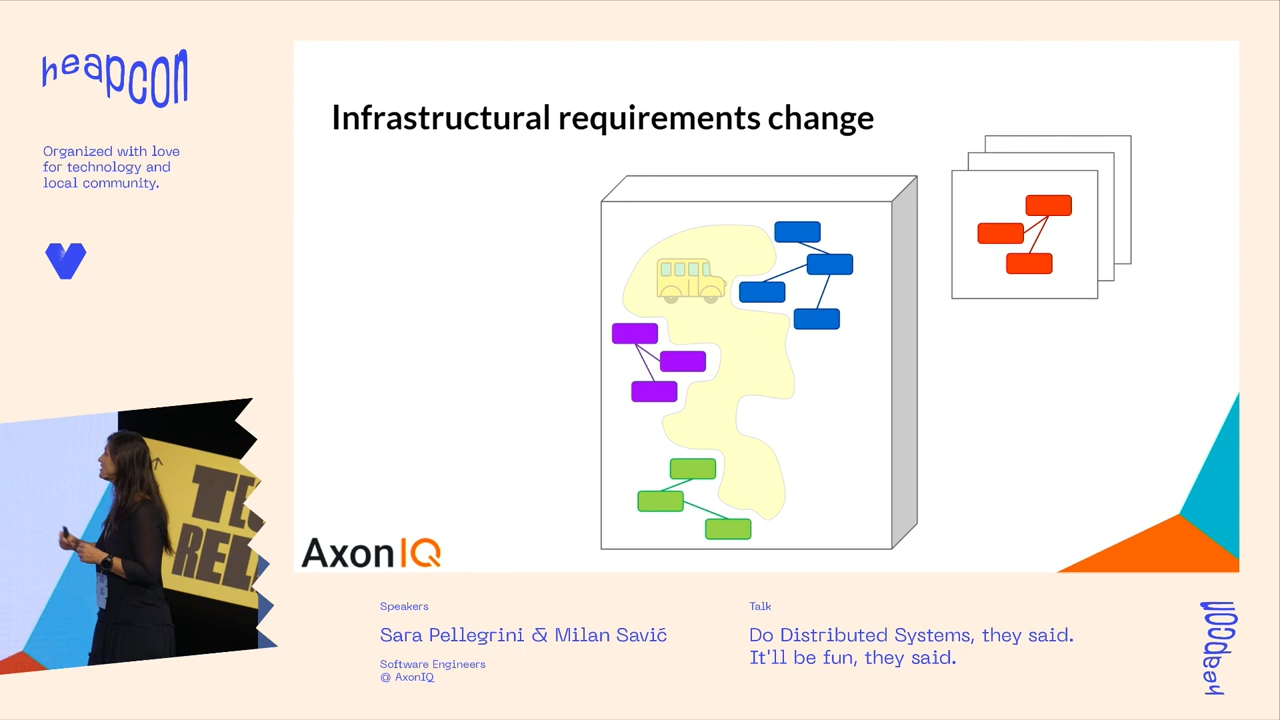 heapcon
Organized with love
for technology and
local community.
Infrastructural requirements change
AxonIQ
Speakers
Sara Pellegrini & Milan Savić
Software Engineers
@ AxonIQ
Talk
Do Distributed Systems, they said.
It'll be fun, they said.
heapcon